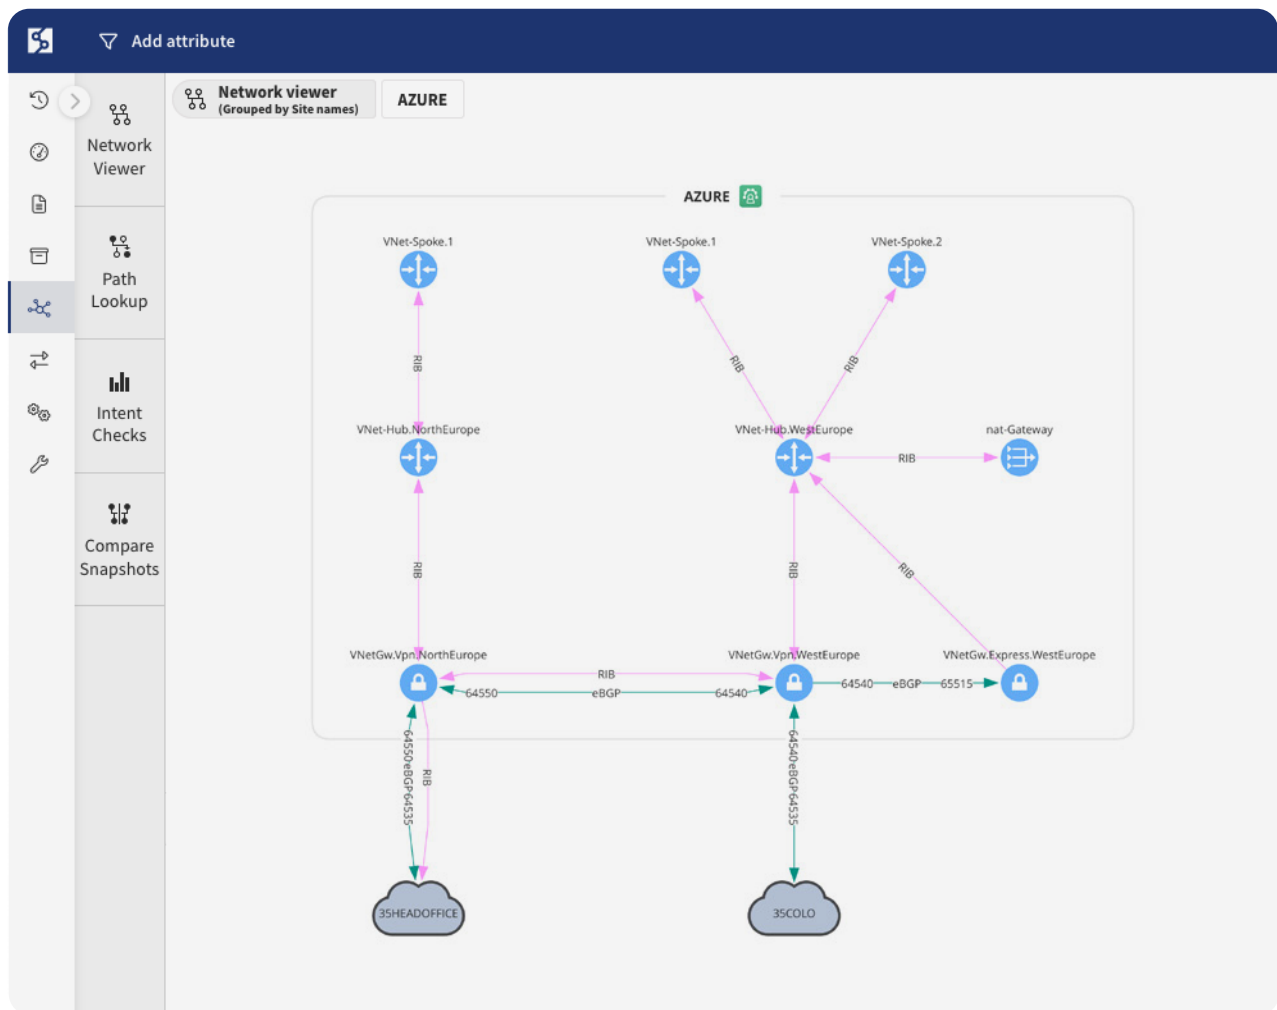 Add attribute
Network
Viewer
Path
Lookup
Intent
Checks
Compare
Snapshots
Network viewer
(Grouped by Site names)
AZURE
AZURE
VNet-Spoke.1
VNet-Spoke.1
VNet-Spoke.2
RIB
RIB
RIB
VNet-Hub.NorthEurope
VNet-Hub.WestEurope
nat-Gateway
RIB
RIB
RIB
RIB
VNetGw.Vpn.NorthEurope
VNetGw.Vpn.WestEurope
VNetGw.Express.WestEurope
RIB
64550 eBGP 64540
64540 eBGP 65515
64550eBGP64535
RIB
64540eBGP64535
35HEADOFFICE
35COLO